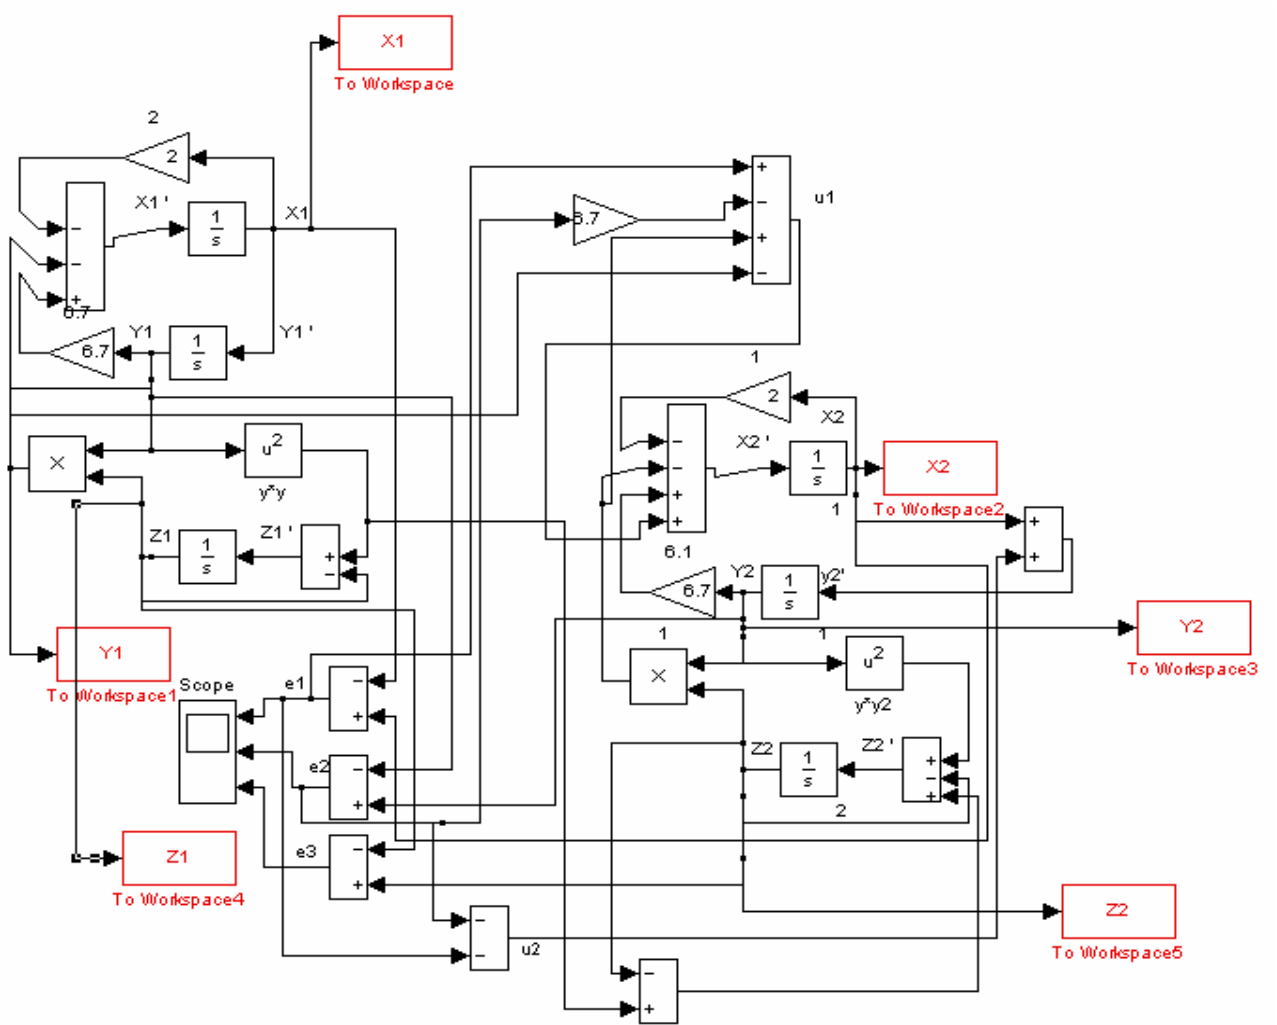 X1
To Workspace
2
2
X1'
1
s
X1
+
−
+
−
u1
6.7
−
−
+
6.7
Y1
6.7
1
s
Y1'
1
2
X2
X
u2
y*y
−
−
+
+
X2'
1
s
1
X2
To Workspace2
Z1
1
s
Z1'
+
−
+
+
6.1
6.7
Y2
1
s
y2'
Y1
To Workspace1
1
X
1
u2
y*y2
Y2
To Workspace3
Scope
e1
−
+
e2
−
+
Z2
1
s
Z2'
+
−
+
2
e3
−
+
Z1
To Workspace4
−
−
u2
Z2
To Workspace5
−
+